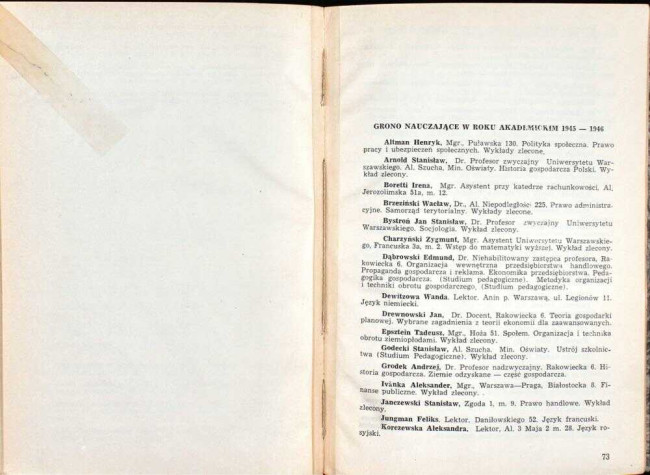 GRONO NAUCZAJĄCE W ROKU AKADEMICKIM 1945 — 1946
Altman Henryk, Mgr., Puławska 130. Polityka społeczna. Prawo
pracy i ubezpieczeń społecznych. Wykłady zlecone.
Arnold Stanisław, Dr. Profesor zwyczajny Uniwersytetu War-
szawskiego. Al. Szucha. Min. Oświaty. Historia gospodarcza Polski. Wy-
kład zlecony.
Boretti Irena, Mgr. Asystent przy katedrze rachunkowości. Al.
Jerozolimska 51a, m. 12.
Brzeziński Wacław, Dr., Al. Niepodległości 225. Prawo administra-
cyjne. Samorząd terytorialny. Wykłady zlecone.
Bystroń Jan Stanisław, Dr. Profesor zwyczajny Uniwersytetu
Warszawskiego. Socjologia. Wykład zlecony.
Charzyński Zygmunt, Mgr. Asystent Uniwersytetu Warszawskie-
go, Francuska 3a, m. 2. Wstęp do matematyki wyższej. Wykład zlecony.
Dąbrowski Edmund, Dr. Niehabilitowany zastępca profesora, Ra-
kowiecka 6. Organizacja wewnętrzna przedsiębiorstwa handlowego.
Propaganda gospodarcza i reklama. Ekonomika przedsiębiorstwa. Peda-
gogika gospodarcza. (Studium pedagogiczne). Metodyka organizacji
i techniki obrotu gospodarczego, (Studium pedagogiczne).
Dewitzowa Wanda. Lektor. Anin p. Warszawą, ul. Legionów 11.
Język niemiecki.
Drewnowski Jan, Dr. Docent, Rakowiecka 6. Teoria gospodarki
planowej. Wybrane zagadnienia z teorii ekonomii dla zaawansowanych.
Epsztein Tadeusz, Mgr., Hoża 51. Społem. Organizacja i technika
obrotu ziemiopłodami. Wykład zlecony.
Godecki Stanisław, Al. Szucha. Min. Oświaty. Ustrój szkolnic-
twa (Studium Pedagogiczne). Wykład zlecony.
Grodek Andrzej, Dr. Profesor nadzwyczajny. Rakowiecka 6. Hi-
storia gospodarcza. Ziemie odzyskane — część gospodarcza.
Ivánka Aleksander, Mgr., Warszawa—Praga, Białostocka 8. Fi-
nanse publiczne. Wykład zlecony.
Janczewski Stanisław, Zgoda 1, m. 9. Prawo handlowe. Wykład
zlecony.
Jungman Feliks. Lektor. Daniłowskiego 52. Język francuski.
Korczewska Aleksandra, Lektor, Al. 3 Maja 2 m. 28. Język ro-
syjski.
73